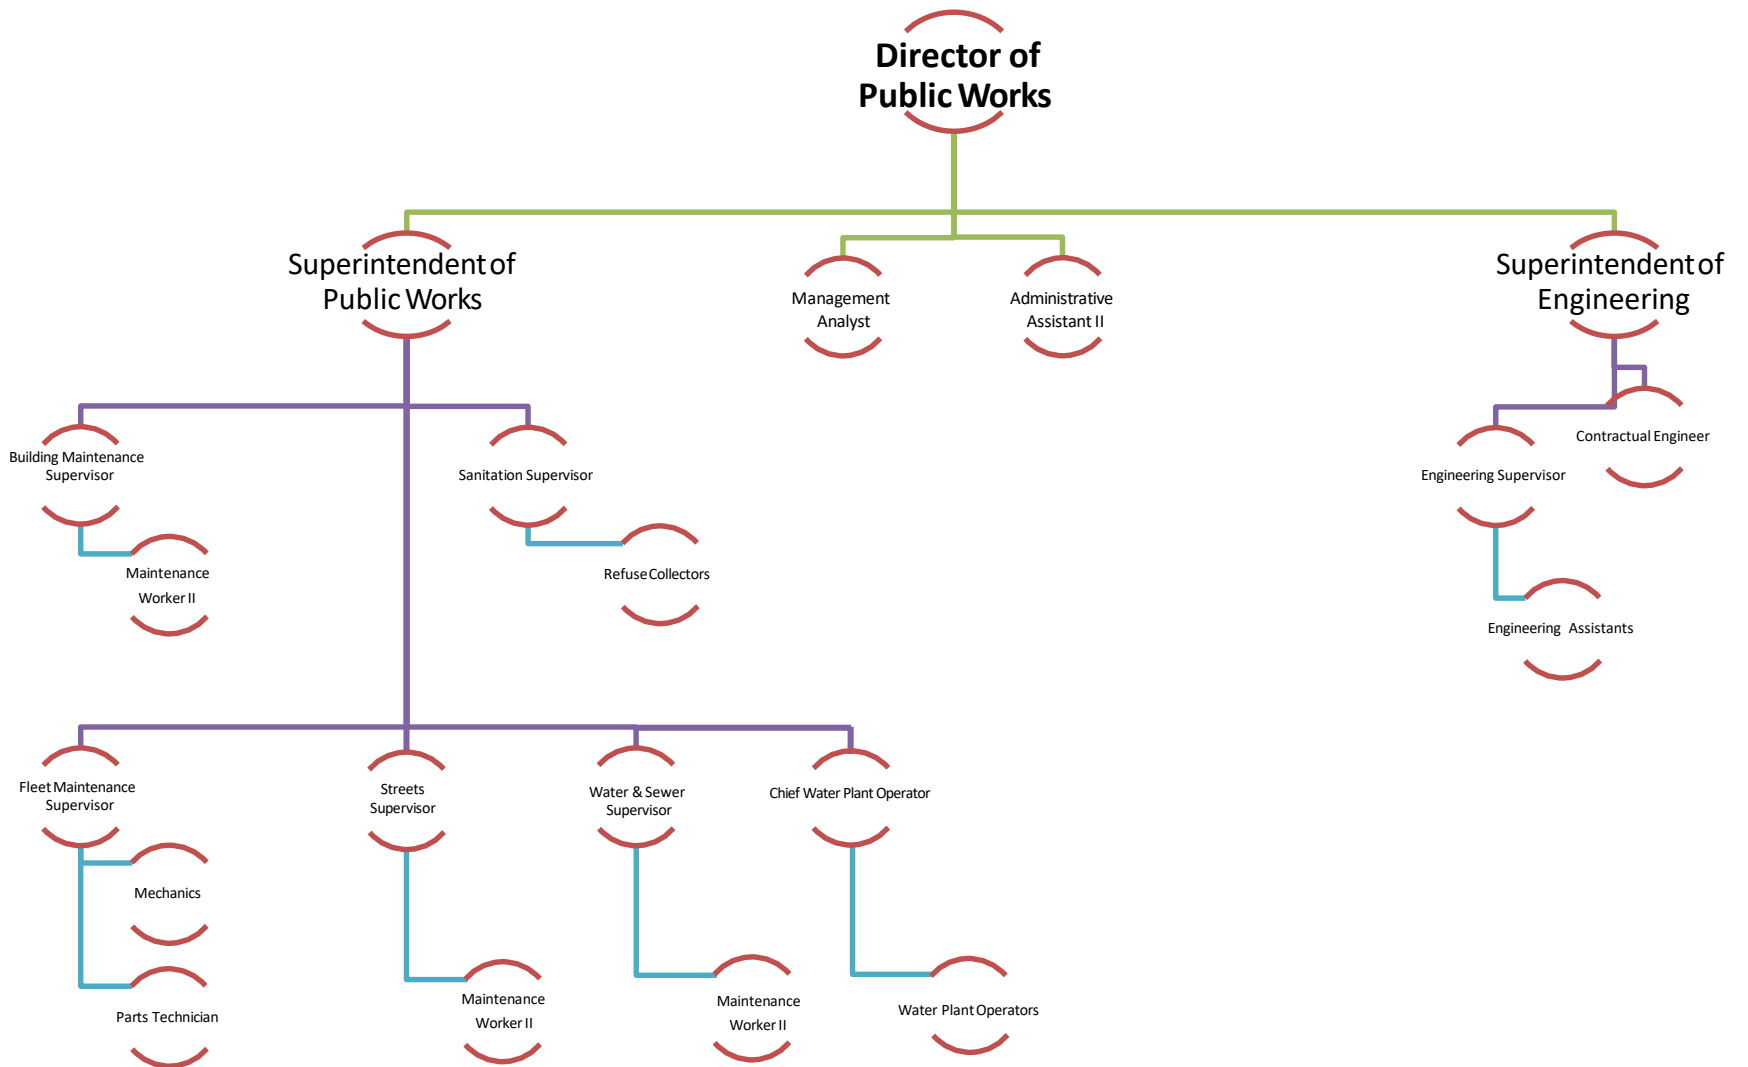 Director of
Public Works
Superintendent of
Public Works
Management
Analyst
Administrative
Assistant II
Superintendent of
Engineering
Building Maintenance
Supervisor
Sanitation Supervisor
Engineering Supervisor
Contractual Engineer
Maintenance
Worker II
Refuse Collectors
Engineering Assistants
Fleet Maintenance
Supervisor
Streets
Supervisor
Water & Sewer
Supervisor
Chief Water Plant Operator
Mechanics
Parts Technician
Maintenance
Worker II
Maintenance
Worker II
Water Plant Operators